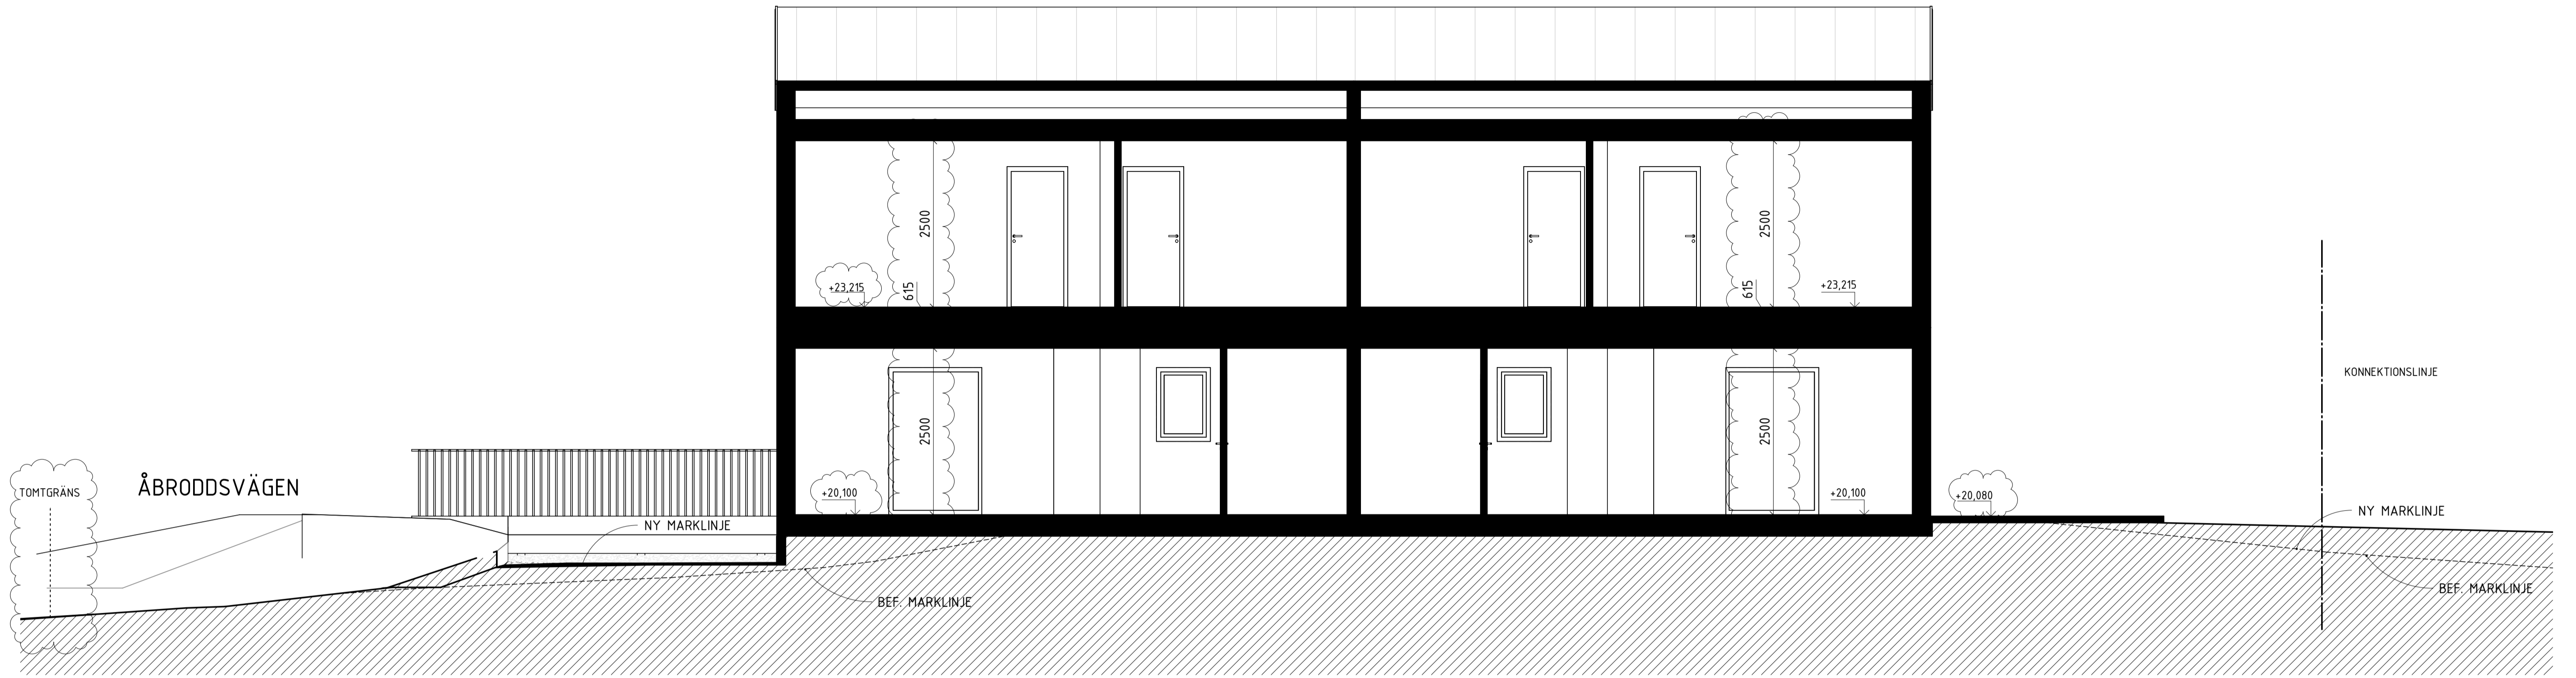 2500
2500
+23,215
615
615
+23,215
KONNEKTIONSLINJE
2500
2500
TOMTGRÄNS
ÅBRODDSVÄGEN
+20,100
+20,100
+20,080
NY MARKLINJE
NY MARKLINJE
BEF. MARKLINJE
BEF. MARKLINJE